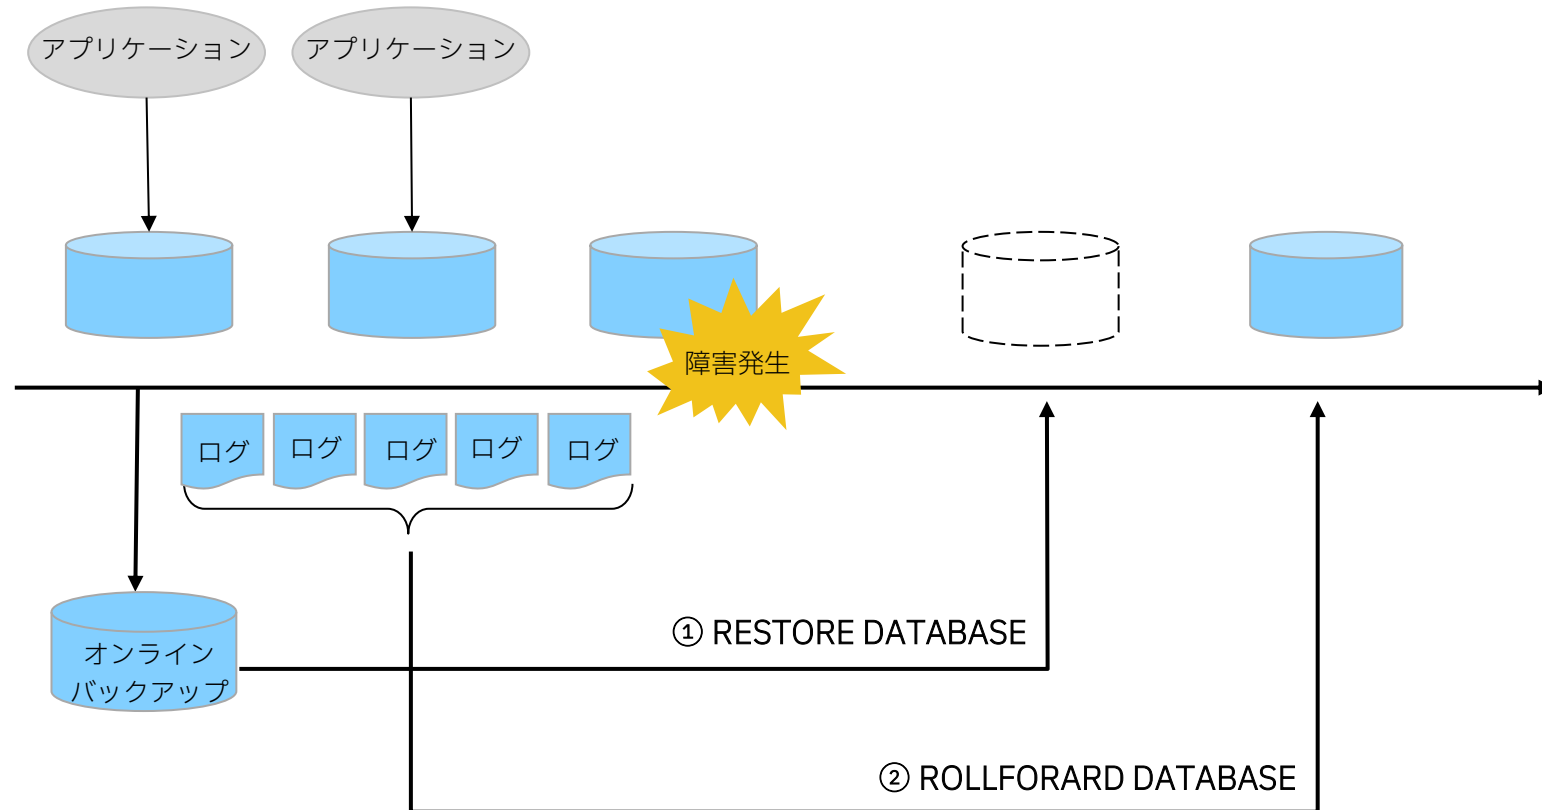 アプリケーション
アプリケーション
障害発生
ログ
ログ
ログ
ログ
ログ
① RESTORE DATABASE
オンライン
バックアップ
② ROLLFORARD DATABASE